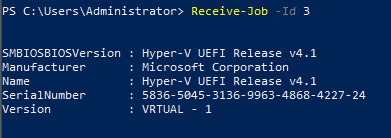 PS C:\Users\Administrator> Receive-Job -Id 3
SMBIOSBIOSVersion : Hyper-V UEFI Release v4.1
Manufacturer      : Microsoft Corporation
Name              : Hyper-V UEFI Release v4.1
SerialNumber      : 5836-5045-3136-9963-4868-4227-24
Version           : VRTUAL - 1